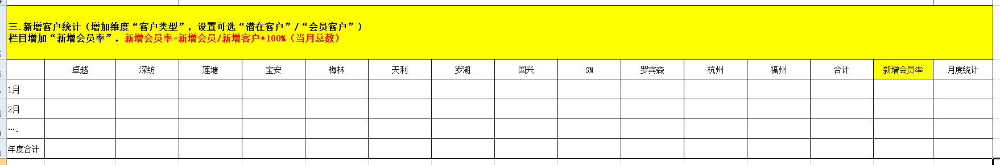 三.新增客户统计（增加维度“客户类型”，设置可选“潜在客户”/“会员客户”）
栏目增加“新增会员率”，新增会员率=新增会员/新增客户*100%（当月总数）
卓越 深纺 莲塘 宝安 梅林 天利 罗湖 国兴 SM 罗宾森 杭州 福州 合计 新增会员率 月度统计
1月
2月
….
年度合计